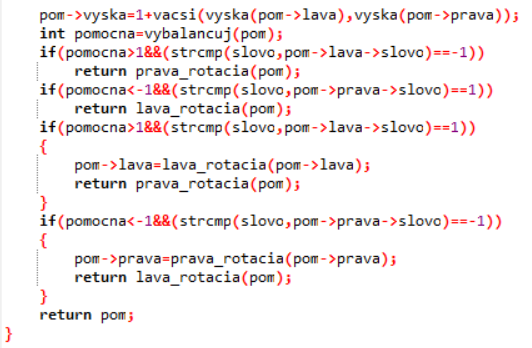 pom->vyska=1+vacsi(vyska(pom->lava),vyska(pom->prava));
int pomocna=vybalancuj(pom);
if(pomocna>1&&(strcmp(slovo,pom->lava->slovo)==-1))
return prava_rotacia(pom);
if(pomocna<-1&&(strcmp(slovo,pom->prava->slovo)==1))
return lava_rotacia(pom);
if(pomocna>1&&(strcmp(slovo,pom->lava->slovo)==1))
{
pom->lava=lava_rotacia(pom->lava);
return prava_rotacia(pom);
}
if(pomocna<-1&&(strcmp(slovo,pom->prava->slovo)==-1))
{
pom->prava=prava_rotacia(pom->prava);
return lava_rotacia(pom);
}
return pom;
}